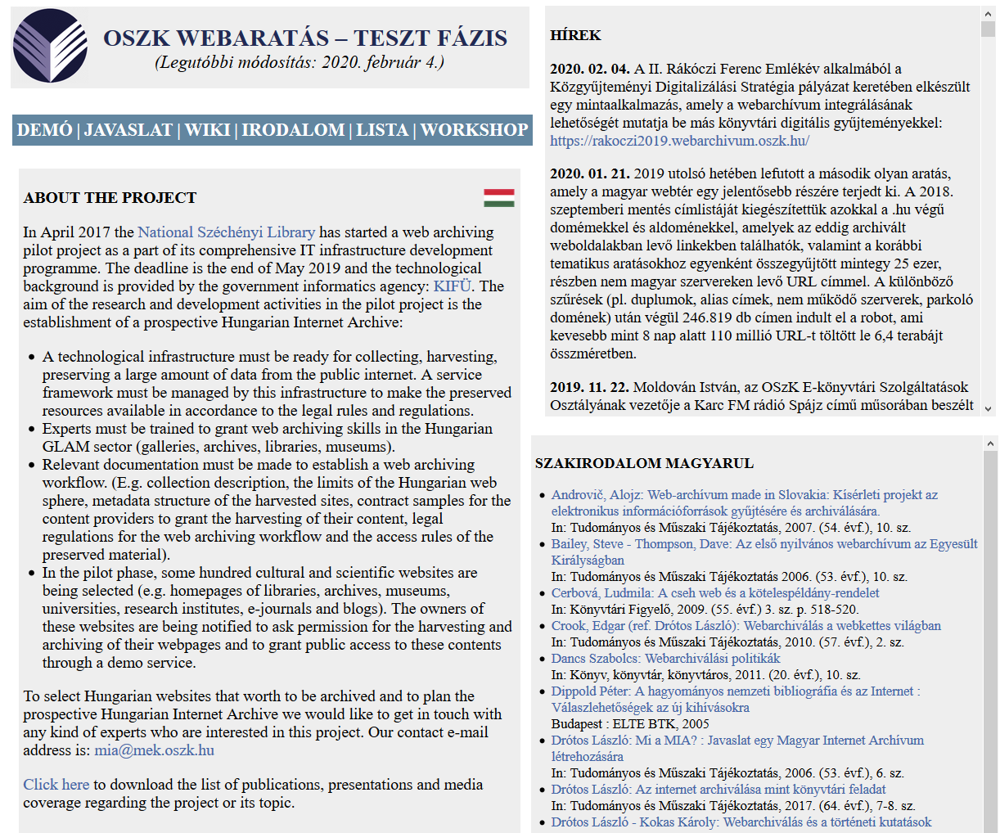 OSZK WEBARATÁS – TESZT FÁZIS
(Legutóbbi módosítás: 2020. február 4.)
DEMÓ | JAVASLAT | WIKI | IRODALOM | LISTA | WORKSHOP
ABOUT THE PROJECT
In April 2017 the National Széchényi Library has started a web archiving
pilot project as a part of its comprehensive IT infrastructure development
programme. The deadline is the end of May 2019 and the technological
background is provided by the government informatics agency: KIFÜ. The
aim of the research and development activities in the pilot project is the
establishment of a prospective Hungarian Internet Archive:
• A technological infrastructure must be ready for collecting, harvesting,
preserving a large amount of data from the public internet. A service
framework must be managed by this infrastructure to make the preserved
resources available in accordance to the legal rules and regulations.
• Experts must be trained to grant web archiving skills in the Hungarian
GLAM sector (galleries, archives, libraries, museums).
• Relevant documentation must be made to establish a web archiving
workflow. (E.g. collection description, the limits of the Hungarian web
sphere, metadata structure of the harvested sites, contract samples for the
content providers to grant the harvesting of their content, legal
regulations for the web archiving workflow and the access rules of the
preserved material).
• In the pilot phase, some hundred cultural and scientific websites are
being selected (e.g. homepages of libraries, archives, museums,
universities, research institutes, e-journals and blogs). The owners of
these websites are being notified to ask permission for the harvesting and
archiving of their webpages and to grant public access to these contents
through a demo service.
To select Hungarian websites that worth to be archived and to plan the
prospective Hungarian Internet Archive we would like to get in touch with
any kind of experts who are interested in this project. Our contact e-mail
address is: mia@mek.oszk.hu
Click here to download the list of publications, presentations and media
coverage regarding the project or its topic.
HÍREK
2020. 02. 04. A II. Rákóczi Ferenc Emlékév alkalmából a
Közgyűjteményi Digitalizálási Stratégia pályázat keretében elkészült
egy mintaalkalmazás, amely a webarchívum integrálásának
lehetőségét mutatja be más könyvtári digitális gyűjteményekkel:
https://rakoczi2019.webarchivum.oszk.hu/
2020. 01. 21. 2019 utolsó hetében lefutott a második olyan aratás,
amely a magyar webtér egy jelentősebb részére terjedt ki. A 2018.
szeptemberi mentés címlistáját kiegészítettük azokkal a .hu végű
domémekkel és aldoménekkel, amelyek az eddig archivált
weboldalakban levő linkekben találhatók, valamint a korábbi
tematikus aratásokhoz egyenként összegyűjtött mintegy 25 ezer,
részben nem magyar szervereken levő URL címmel. A különböző
szűrések (pl. duplumok, alias címek, nem működő szerverek, parkoló
domének) után végül 246.819 db címen indult el a robot, ami
kevesebb mint 8 nap alatt 110 millió URL-t töltött le 6,4 terabájt
összméretben.
2019. 11. 22. Moldován István, az OSzK E-könyvtári Szolgáltatások
Osztályának vezetője a Karc FM rádió Spájz című műsorában beszélt
SZAKIRODALOM MAGYARUL
• Androvič, Alojz: Web-archívum made in Slovakia: Kísérleti projekt az
elektronikus információforrások gyűjtésére és archiválására.
In: Tudományos és Műszaki Tájékoztatás, 2007. (54. évf.), 10. sz.
• Bailey, Steve - Thompson, Dave: Az első nyilvános webarchívum az Egyesült
Királyságban
In: Tudományos és Műszaki Tájékoztatás 2006. (53. évf.), 10. sz.
• Cerbová, Ludmila: A cseh web és a kötelespéldány-rendelet
In: Könyvtári Figyelő, 2009. (55. évf.) 3. sz. p. 518-520.
• Crook, Edgar (ref. Drótos László): Webarchiválás a webkettes világban
In: Tudományos és Műszaki Tájékoztatás, 2010. (57. évf.), 2. sz.
• Dancs Szabolcs: Webarchiválási politikák
In: Könyv, könyvtár, könyvtáros, 2011. (20. évf.), 10. sz.
• Dippold Péter: A hagyományos nemzeti bibliográfia és az Internet :
Válaszlehetőségek az új kihívásokra
Budapest : ELTE BTK, 2005
• Drótos László: Mi a MIA? : Javaslat egy Magyar Internet Archívum
létrehozására
In: Tudományos és Műszaki Tájékoztatás, 2006. (53. évf.), 6. sz.
• Drótos László: Az internet archiválása mint könyvtári feladat
In: Tudományos és Műszaki Tájékoztatás, 2017. (64. évf.), 7-8. sz.
• Drótos László - Kokas Károly: Webarchiválás és a történeti kutatások